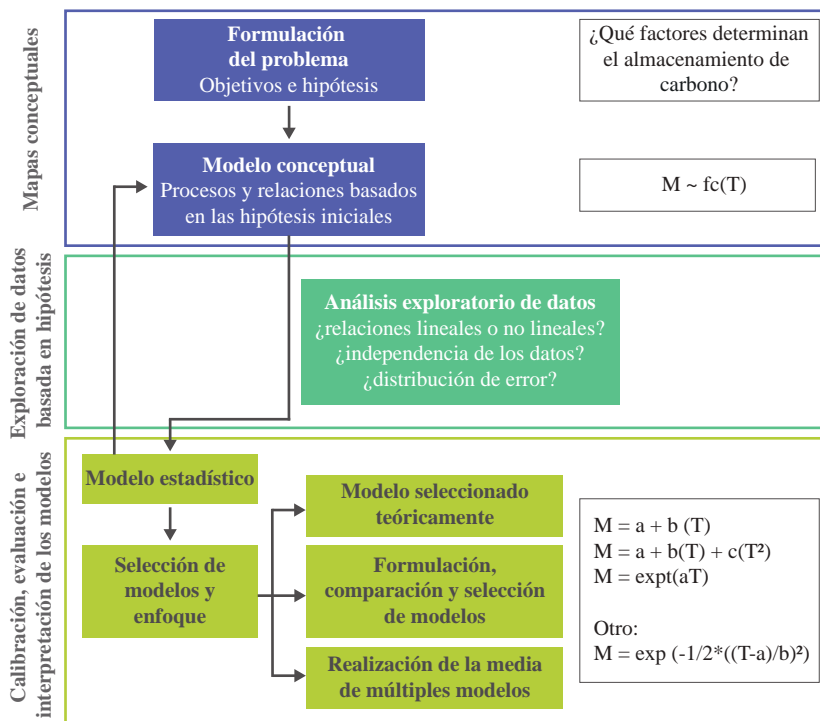 Mapas conceptuales
Formulación
del problema
Objetivos e hipótesis
¿Qué factores determinan
el almacenamiento de
carbono?
Modelo conceptual
Procesos y relaciones basados
en las hipótesis iniciales
M ~ fc(T)
Exploración de datos
basada en hipótesis
Análisis exploratorio de datos
¿relaciones lineales o no lineales?
¿independencia de los datos?
¿distribución de error?
Calibración, evaluación e
interpretación de los modelos
Modelo estadístico
Selección de
modelos y
enfoque
Modelo seleccionado
teóricamente
Formulación,
comparación y selección
de modelos
Realización de la media
de múltiples modelos
M = a + b (T)
M = a + b(T) + c(T²)
M = expt(aT)
Otro:
M = exp (-1/2*((T-a)/b)²)